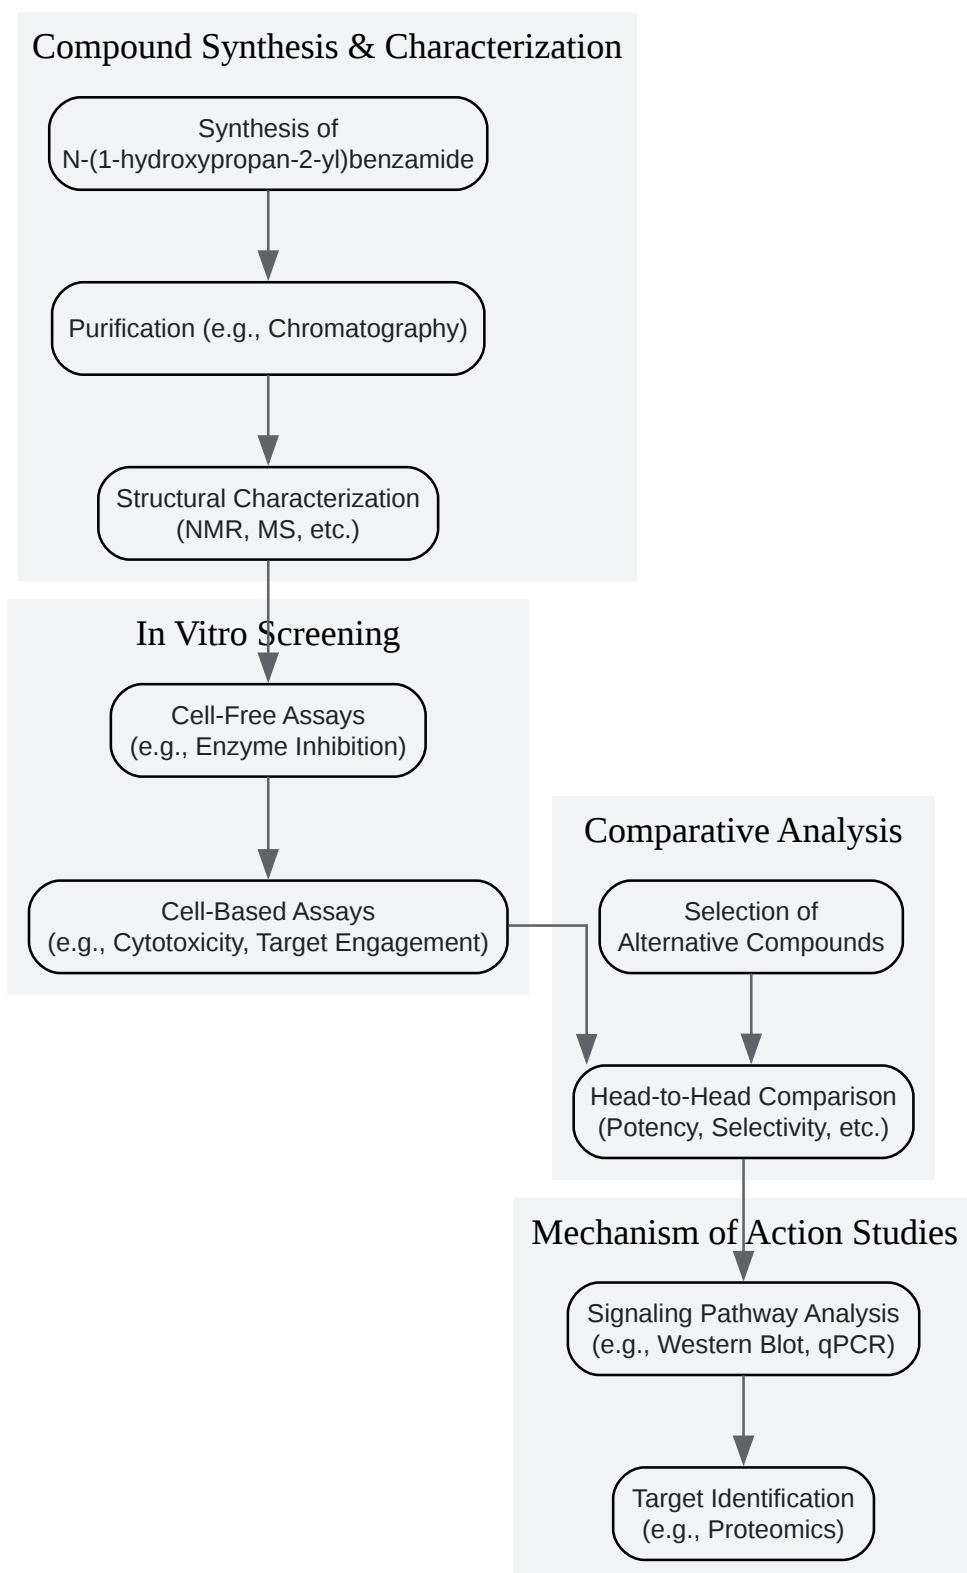 Compound Synthesis & Characterization
Synthesis of
N-(1-hydroxypropan-2-yl)benzamide
Purification (e.g., Chromatography)
Structural Characterization
(NMR, MS, etc.)
In Vitro Screening
Cell-Free Assays
(e.g., Enzyme Inhibition)
Cell-Based Assays
(e.g., Cytotoxicity, Target Engagement)
Comparative Analysis
Selection of
Alternative Compounds
Head-to-Head Comparison
(Potency, Selectivity, etc.)
Mechanism of Action Studies
Signaling Pathway Analysis
(e.g., Western Blot, qPCR)
Target Identification
(e.g., Proteomics)